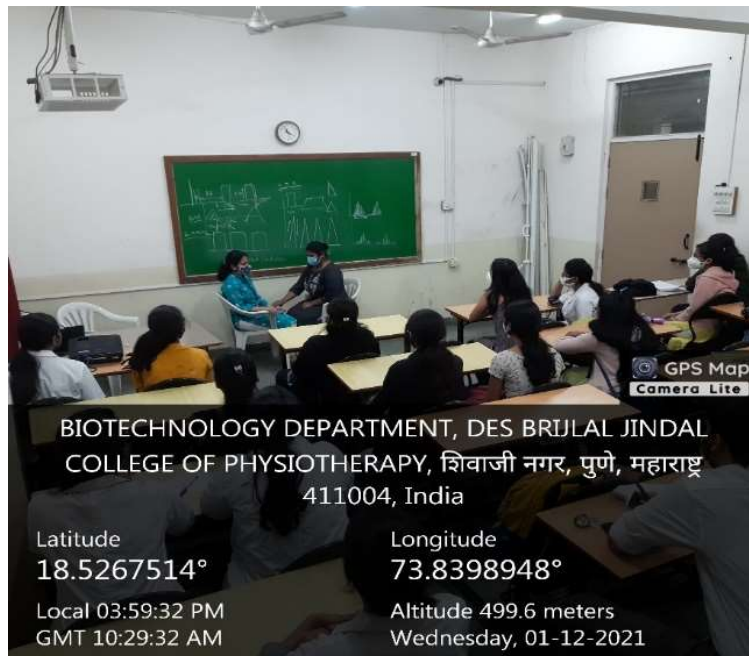 GPS Map
Camera Lite
BIOTECHNOLOGY DEPARTMENT, DES BRIJLAL JINDAL
COLLEGE OF PHYSIOTHERAPY, शिवाजी नगर, पुणे, महाराष्ट्र
411004, India
Latitude
18.5267514°
Longitude
73.8398948°
Local 03:59:32 PM
GMT 10:29:32 AM
Altitude 499.6 meters
Wednesday, 01-12-2021